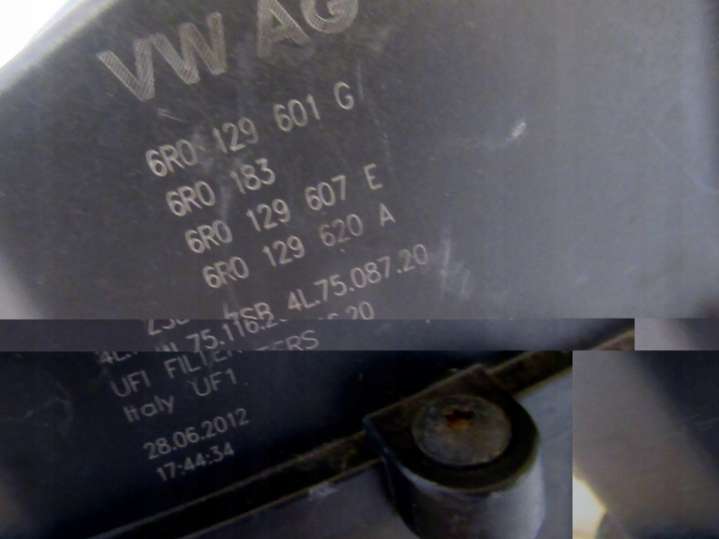 VW AG
6R0 129 601 G
6R0 183
6R0 129 607 E
6R0 129 620 A
4L.75.087.20
UFI
Italy UF1
28.06.2012
17:44:34